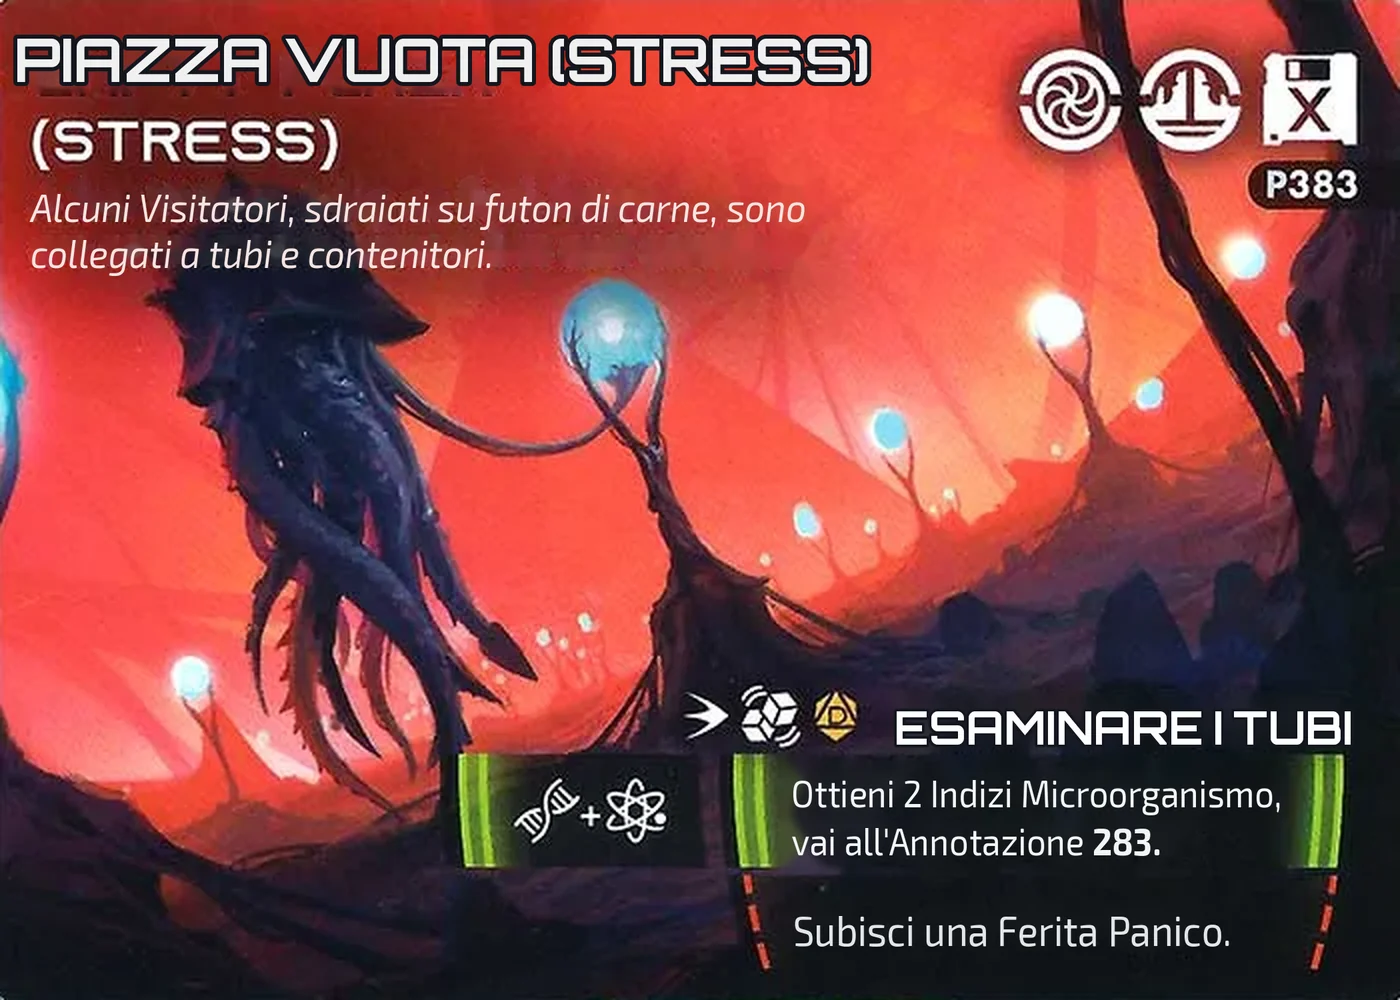 PIAZZA VUOTA (STRESS)
(STRESS)
Alcuni Visitatori, sdraiati su futon di carne, sono
collegati a tubi e contenitori.
X
P383
D
ESAMINARE I TUBI
+
Ottieni 2 Indizi Microorganismo,
vai all'Annotazione 283.
Subisci una Ferita Panico.